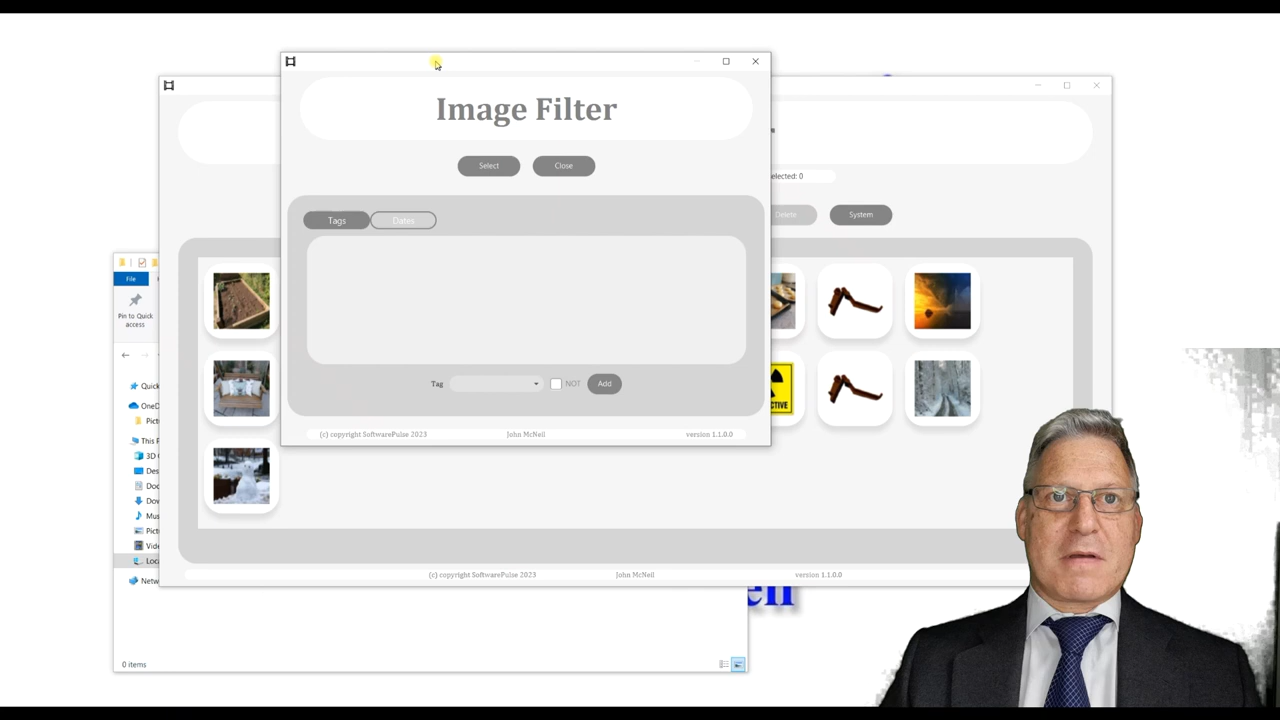 Image Filter
Select
Close
elected: 0
Delete
System
Tags
Dates
File
Pin to Quick
access
Tag
NOT
Add
CTIVE
(c) copyright SoftwarePulse 2023
John McNeil
version 1.1.0.0
Quick
OneD
Pict
This P
3D
Des
Doc
Dow
Mus
Pict
Vide
Loca
Netw
(c) copyright SoftwarePulse 2023
John McNeil
version 1.1.0.0
0 items